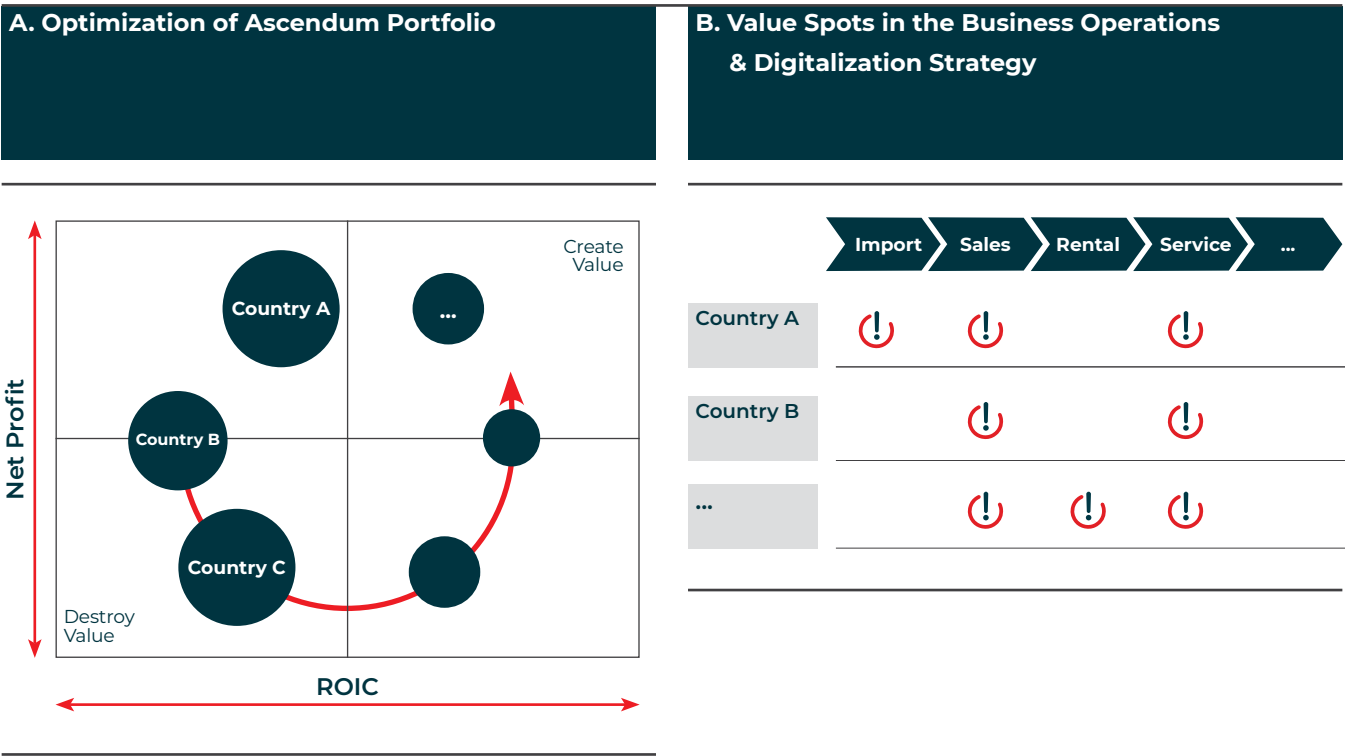 A. Optimization of Ascendum Portfolio
Create
Value
Country A
...
Net Profit
Country B
Country C
Destroy
Value
ROIC
B. Value Spots in the Business Operations
& Digitalization Strategy
Import
Sales
Rental
Service
...
Country A
Country B
...